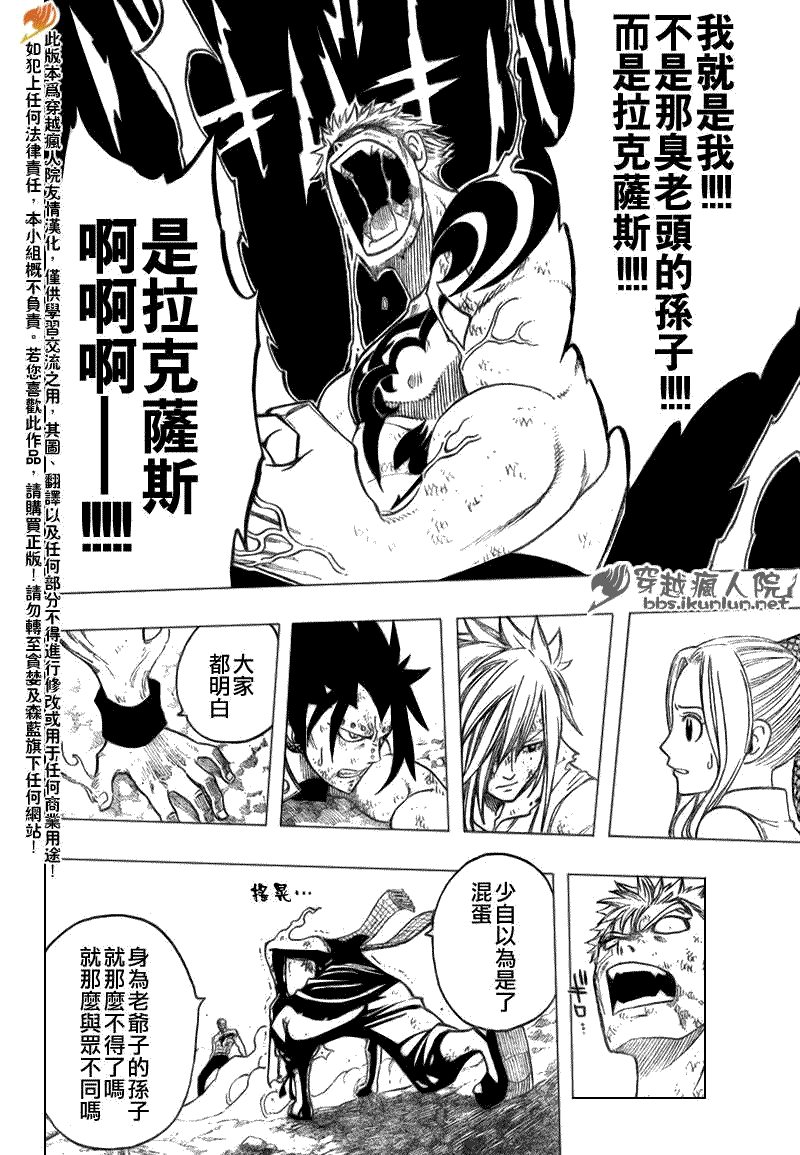 我就是我!!!!
不是那臭老頭的孫子!!!!
而是拉克薩斯!!!!
是拉克薩斯
啊啊啊——!!!!!
穿越瘋人院
bbs.ikunlun.net
大家
都明白
ミキロ…
少自以為是了
混蛋
搖晃…
身為老爺子的孫子
就那麼不得了嗎
就那麼與眾不同嗎
此版本爲穿越瘋人院友情漢化，僅供學習交流之用，其圖、翻譯以及任何部分不得進行修改或用于任何商業用途！
如犯上任何法律責任，本小組概不負責。若您喜歡此作品，請購買正版！請勿轉至貪婪及森藍旗下任何網站！